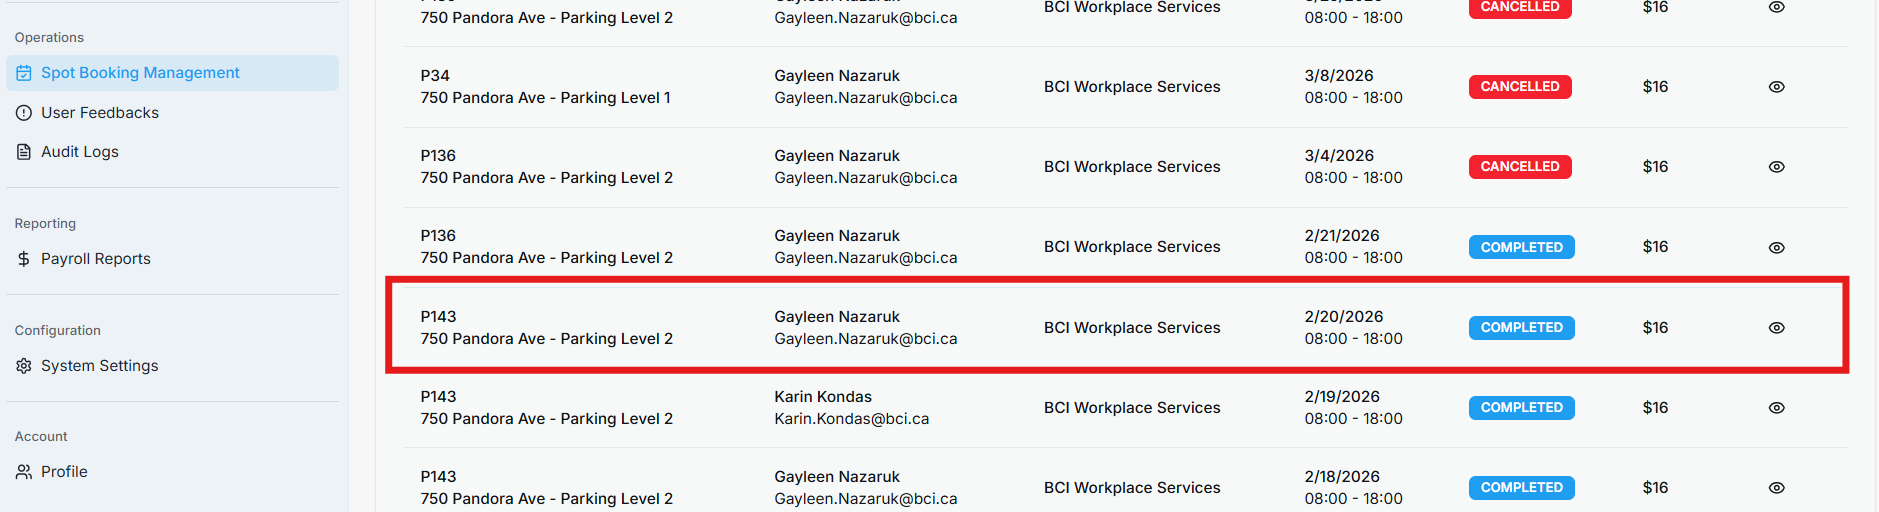 750 Pandora Ave - Parking Level 2
Gayleen.Nazaruk@bci.ca
BCI Workplace Services
08:00 - 18:00
CANCELLED
$16
Operations
Spot Booking Management
User Feedbacks
Audit Logs
Reporting
Payroll Reports
Configuration
System Settings
Account
Profile
P34
750 Pandora Ave - Parking Level 1
Gayleen Nazaruk
Gayleen.Nazaruk@bci.ca
BCI Workplace Services
3/8/2026
08:00 - 18:00
CANCELLED
$16
P136
750 Pandora Ave - Parking Level 2
Gayleen Nazaruk
Gayleen.Nazaruk@bci.ca
BCI Workplace Services
3/4/2026
08:00 - 18:00
CANCELLED
$16
P136
750 Pandora Ave - Parking Level 2
Gayleen Nazaruk
Gayleen.Nazaruk@bci.ca
BCI Workplace Services
2/21/2026
08:00 - 18:00
COMPLETED
$16
P143
750 Pandora Ave - Parking Level 2
Gayleen Nazaruk
Gayleen.Nazaruk@bci.ca
BCI Workplace Services
2/20/2026
08:00 - 18:00
COMPLETED
$16
P143
750 Pandora Ave - Parking Level 2
Karin Kondas
Karin.Kondas@bci.ca
BCI Workplace Services
2/19/2026
08:00 - 18:00
COMPLETED
$16
P143
750 Pandora Ave - Parking Level 2
Gayleen Nazaruk
Gayleen.Nazaruk@bci.ca
BCI Workplace Services
2/18/2026
08:00 - 18:00
COMPLETED
$16